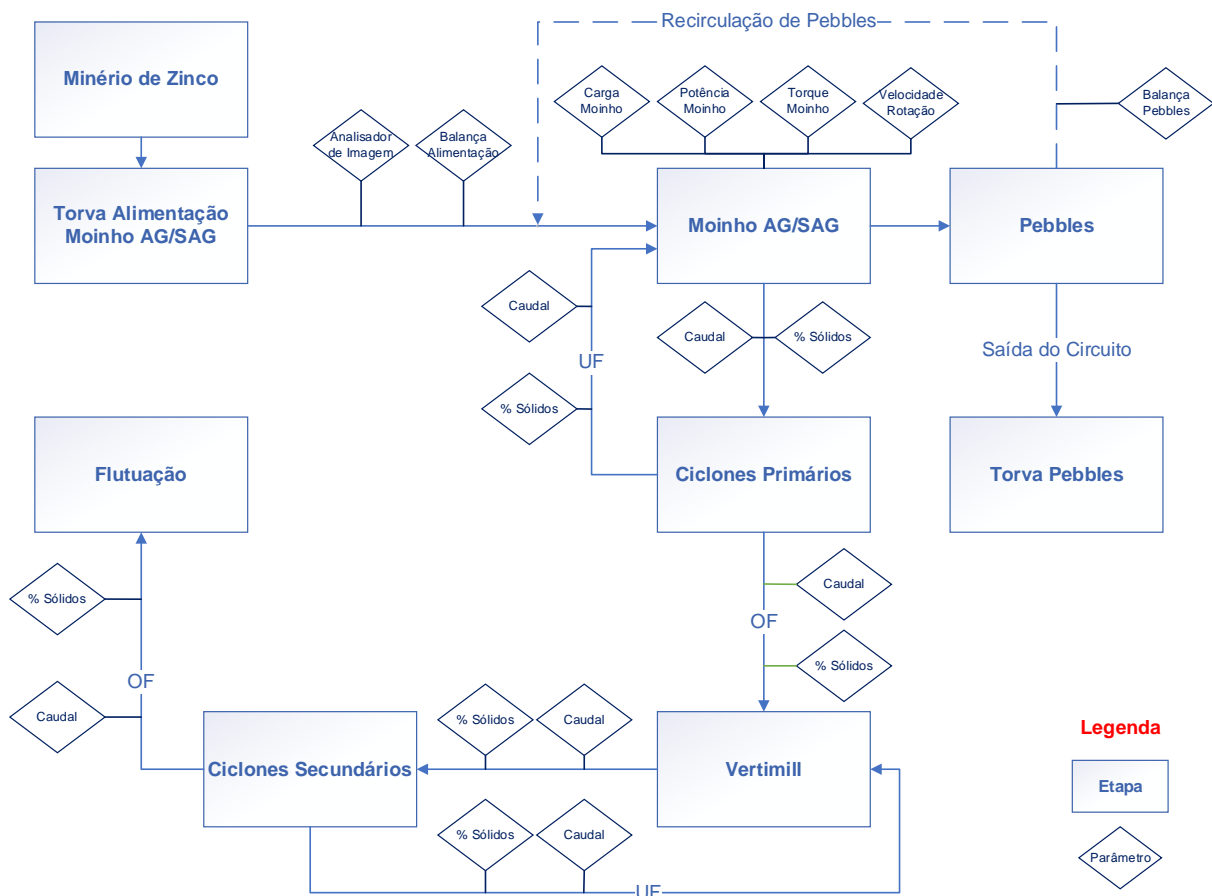 Recirculação de Pebbles
Minério de Zinco
Carga
Moinho
Potência
Moinho
Torque
Moinho
Velocidade
Rotação
Balança
Pebbles
Analisador
de Imagem
Balança
Alimentação
Torva Alimentação
Moinho AG/SAG
Moinho AG/SAG
Pebbles
Caudal
UF
% Sólidos
Caudal
% Sólidos
Saída do Circuito
Flutuação
Ciclones Primários
Torva Pebbles
% Sólidos
OF
Caudal
Caudal
OF
% Sólidos
% Sólidos
Caudal
Ciclones Secundários
Vertimill
% Sólidos
Caudal
UF
Legenda
Etapa
Parâmetro